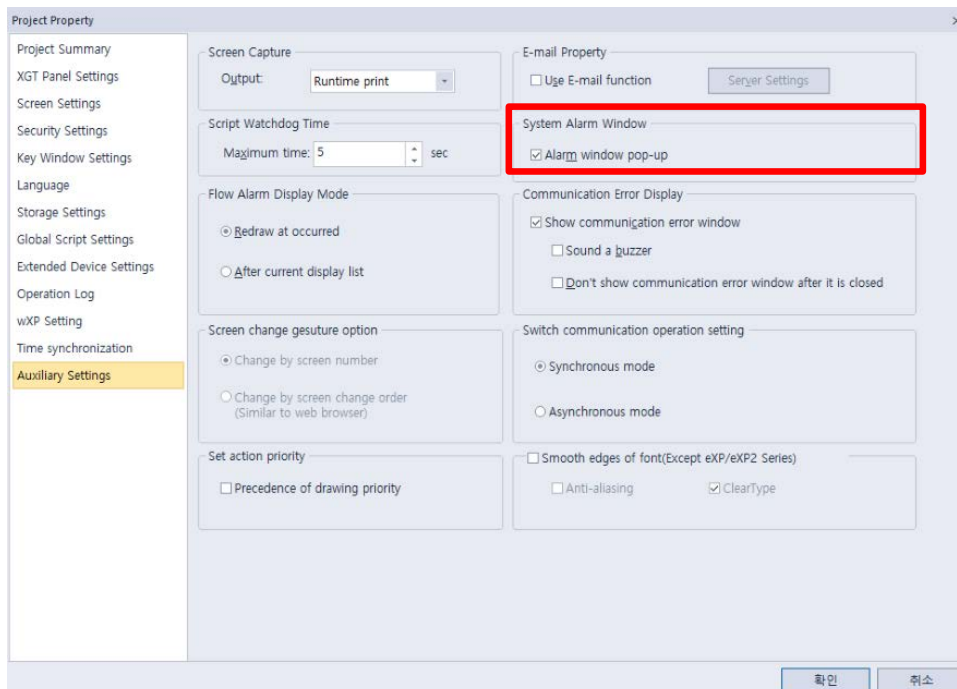 Project Property
Project Summary
XGT Panel Settings
Screen Settings
Security Settings
Key Window Settings
Language
Storage Settings
Global Script Settings
Extended Device Settings
Operation Log
wXP Setting
Time synchronization
Auxiliary Settings
Screen Capture
Output: Runtime print
Script Watchdog Time
Maximum time: 5 sec
Flow Alarm Display Mode
Redraw at occurred
After current display list
Screen change gesuture option
Change by screen number
Change by screen change order
(Similar to web browser)
Set action priority
Precedence of drawing priority
E-mail Property
Use E-mail function Server Settings
System Alarm Window
Alarm window pop-up
Communication Error Display
Show communication error window
Sound a buzzer
Don't show communication error window after it is closed
Switch communication operation setting
Synchronous mode
Asynchronous mode
Smooth edges of font(Except eXP/eXP2 Series)
Anti-aliasing ClearType
확인 취소